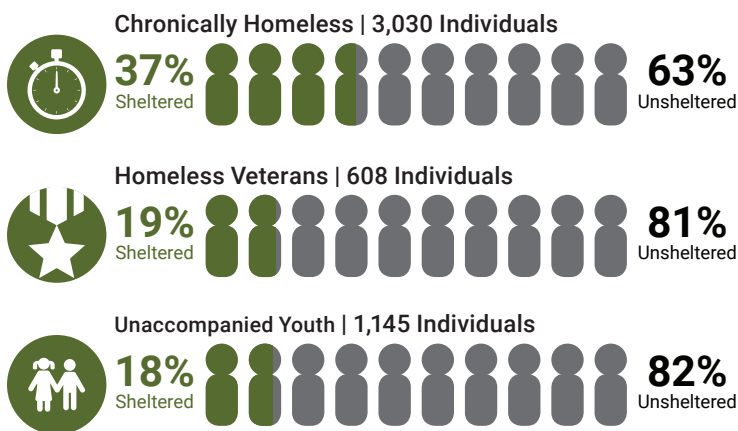 Chronically Homeless | 3,030 Individuals
37%
Sheltered
63%
Unsheltered
Homeless Veterans | 608 Individuals
19%
Sheltered
81%
Unsheltered
Unaccompanied Youth | 1,145 Individuals
18%
Sheltered
82%
Unsheltered